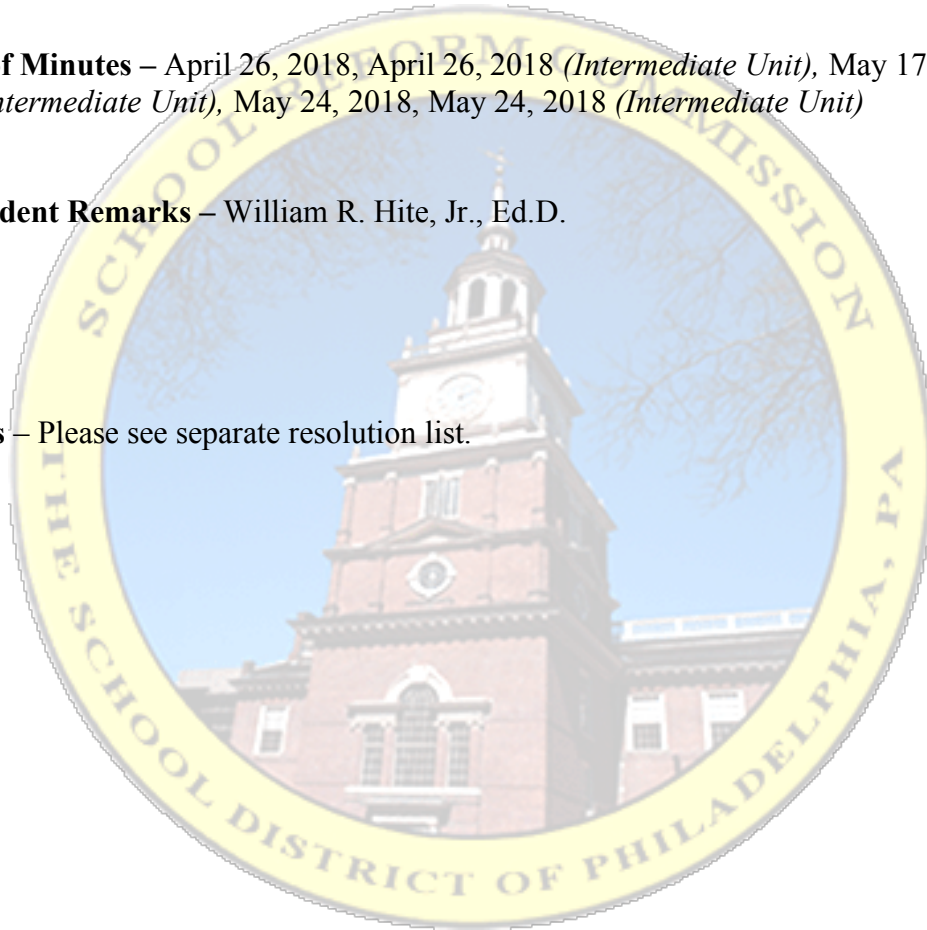 of Minutes – April 26, 2018, April 26, 2018 (Intermediate Unit), May 17
ntermediate Unit), May 24, 2018, May 24, 2018 (Intermediate Unit)
dent Remarks – William R. Hite, Jr., Ed.D.
s – Please see separate resolution list.
SCHOOL REFORM COMMISSION
THE SCHOOL DISTRICT OF PHILADELPHIA, PA